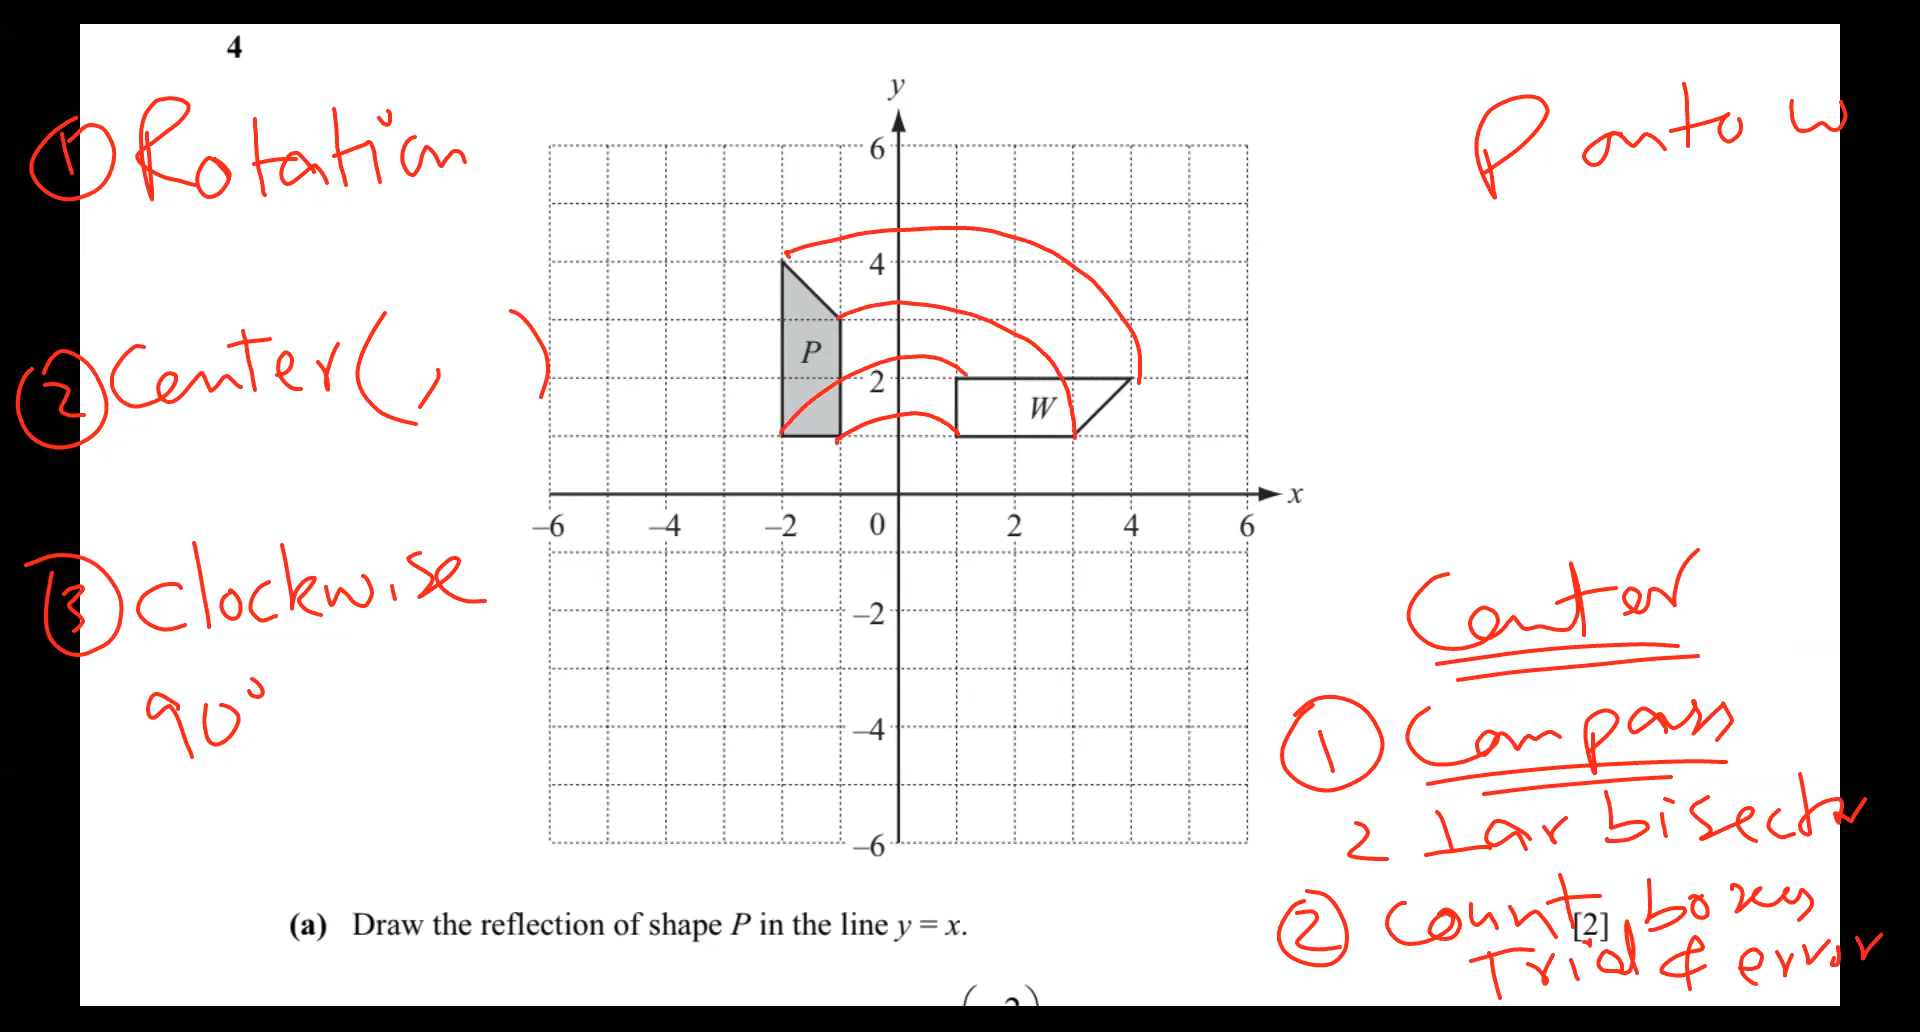 4
① Rotation
P onto W
y
6
4
P
2
W
② Center ( , )
x
–6 –4 –2 0 2 4 6
③ clockwise
90°
–2
–4
–6
Center
① Compass
2 ⊥ar bisector
② Count boxes
Trial & error
(a) Draw the reflection of shape P in the line y = x. [2]